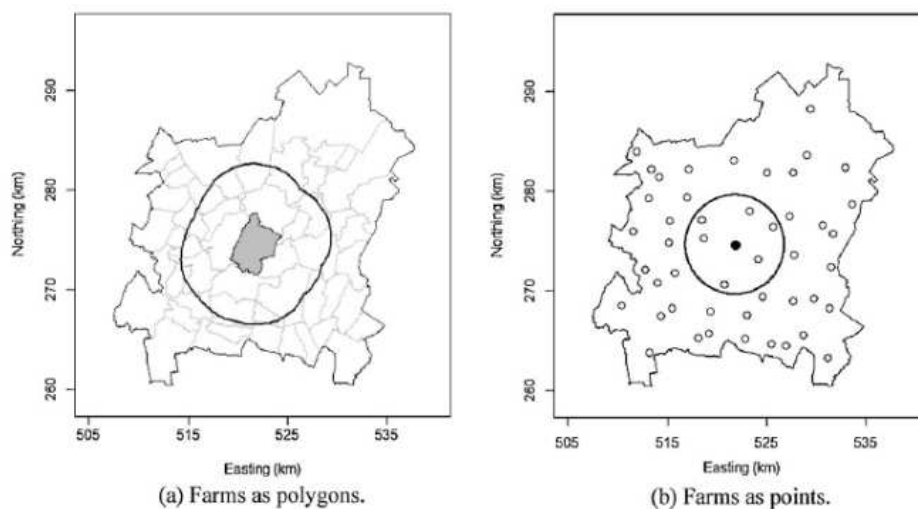 290
280
270
260
Northing (km)
505
515
525
535
Easting (km)
(a) Farms as polygons.
290
280
270
260
Northing (km)
505
515
525
535
Easting (km)
(b) Farms as points.